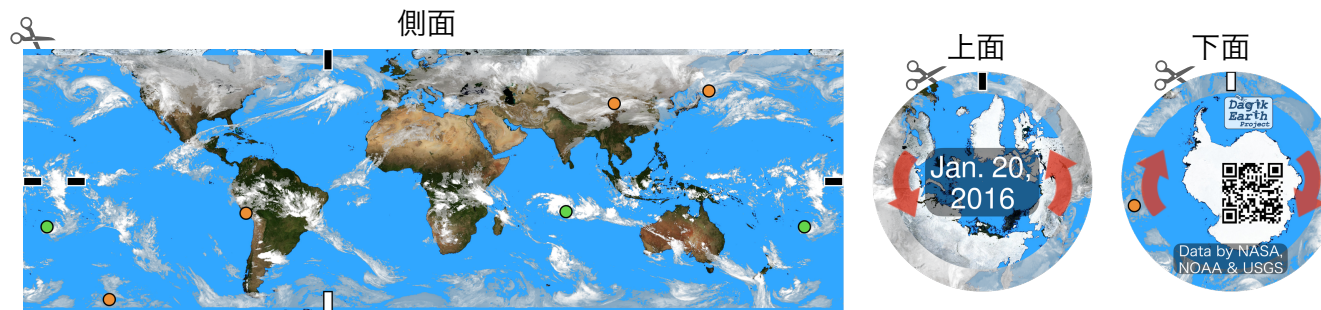 側面
上面
Jan. 20,
2016
下面
Dagik
Earth
Project
Data by NASA,
NOAA & USGS